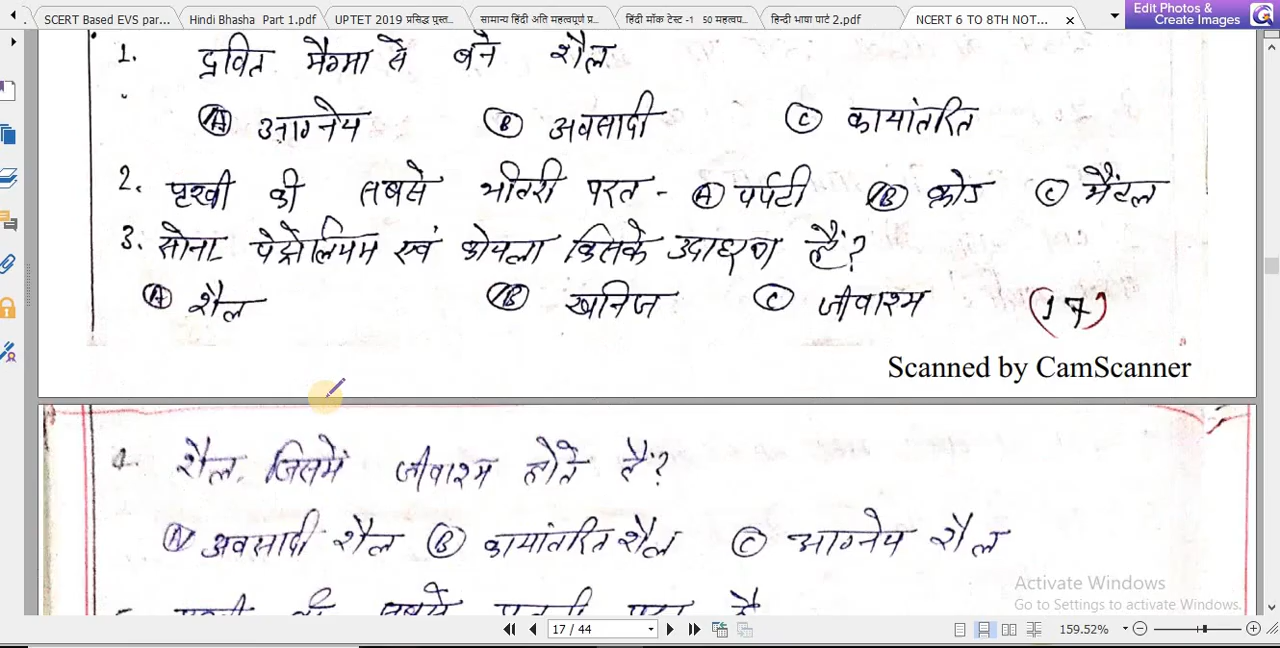 SCERT Based EVS par... Hindi Bhasha Part 1.pdf UPTET 2019 प्रसिद्ध पुस्त... सामान्य हिंदी अति महत्वपूर्ण प्र... हिंदी मॉक टेस्ट -1 50 महत्वप... हिन्दी भाषा पार्ट 2.pdf NCERT 6 TO 8TH NOT... ×
Edit Photos &
Create Images
1. द्रवित मैग्मा से बने शैल
(A) आग्नेय (B) अवसादी (C) कायांतरित
2. पृथ्वी की सबसे भीतरी परत - (A) पर्पटी (B) क्रोड (C) मैंटल
3. सोना पेट्रोलियम एवं कोयला किसके उदाहरण हैं?
(A) शैल (B) खनिज (C) जीवाश्म (17)
Scanned by CamScanner
4. शैल जिसमें जीवाश्म होते हैं?
(A) अवसादी शैल (B) कायांतरित शैल (C) आग्नेय शैल
Activate Windows
Go to Settings to activate Windows.
17 / 44 159.52%